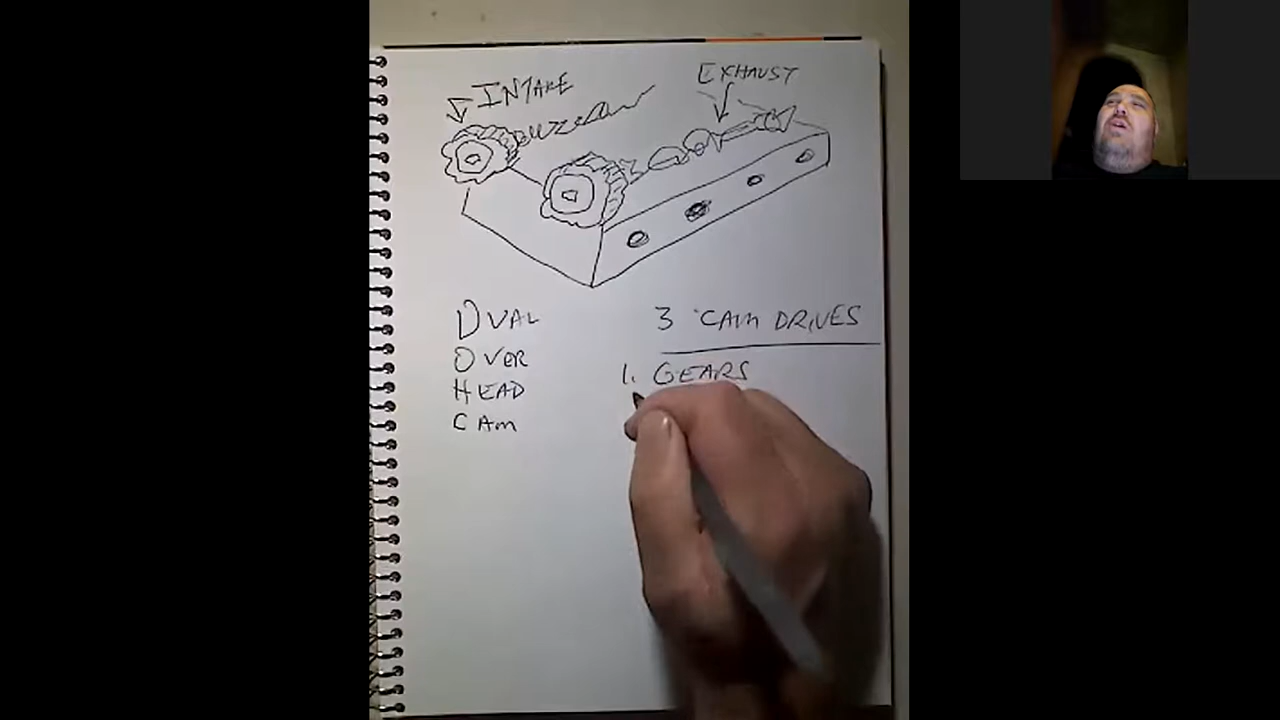 INTAKE
EXHAUST
DUAL
OVER
HEAD
CAM
3 CAM DRIVES
1. GEARS